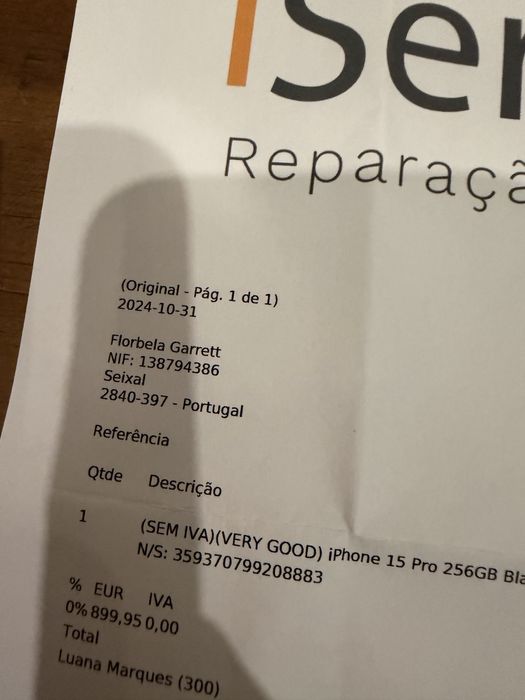 iSer
Reparaçã
(Original - Pág. 1 de 1)
2024-10-31
Florbela Garrett
NIF: 138794386
Seixal
2840-397 - Portugal
Referência
Qtde Descrição
1 (SEM IVA)(VERY GOOD) iPhone 15 Pro 256GB Bla
N/S: 359370799208883
% EUR IVA
0% 899,95 0,00
Total
Luana Marques (300)